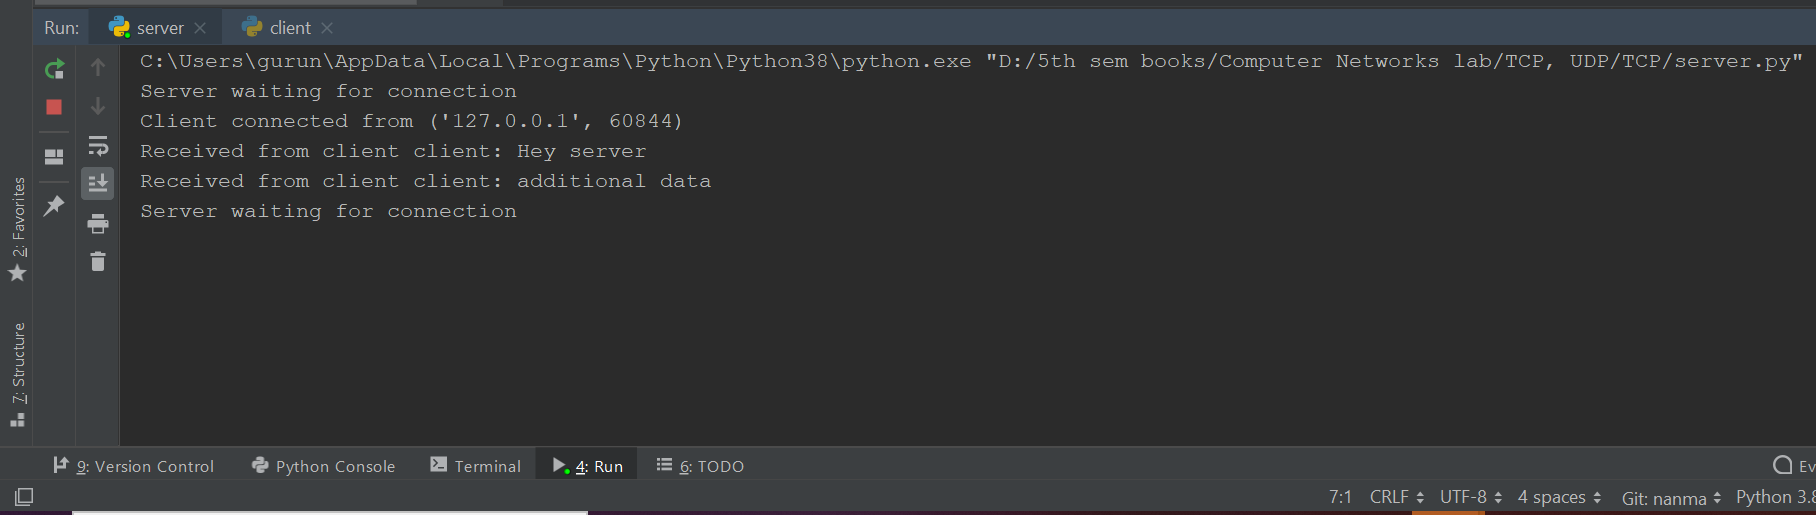 Run: server client
C:\Users\gurun\AppData\Local\Programs\Python\Python38\python.exe "D:/5th sem books/Computer Networks lab/TCP, UDP/TCP/server.py"
Server waiting for connection
Client connected from ('127.0.0.1', 60844)
Received from client client: Hey server
Received from client client: additional data
Server waiting for connection
2: Favorites
7: Structure
9: Version Control Python Console Terminal 4: Run 6: TODO Ev
7:1 CRLF UTF-8 4 spaces Git: nanma Python 3.8